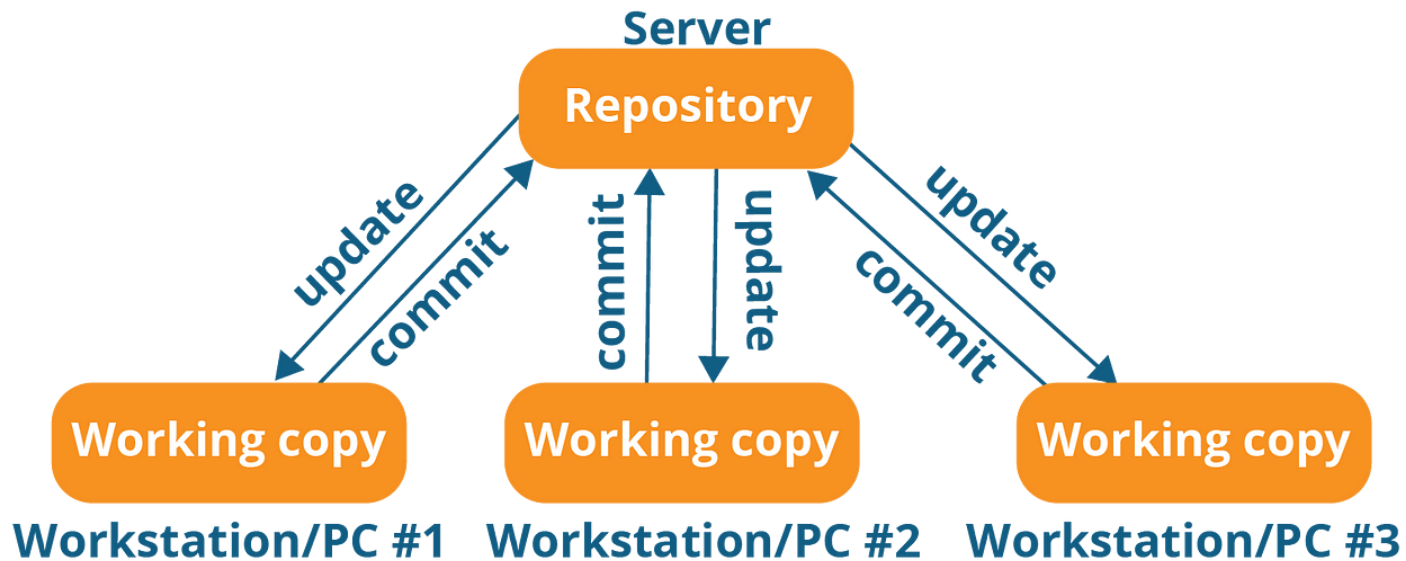 Server
Repository
update
commit
commit
update
commit
update
Working copy
Working copy
Working copy
Workstation/PC #1
Workstation/PC #2
Workstation/PC #3